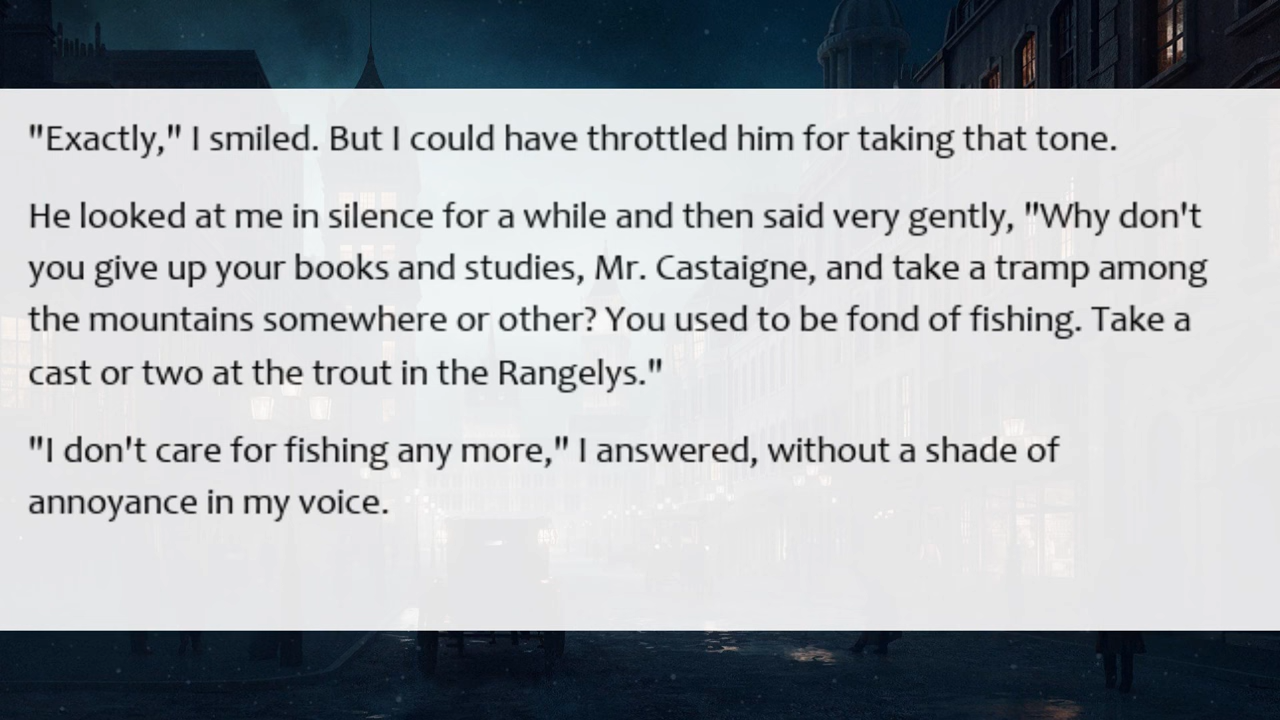 "Exactly," I smiled. But I could have throttled him for taking that tone.
He looked at me in silence for a while and then said very gently, "Why don't
you give up your books and studies, Mr. Castaigne, and take a tramp among
the mountains somewhere or other? You used to be fond of fishing. Take a
cast or two at the trout in the Rangelys."
"I don't care for fishing any more," I answered, without a shade of
annoyance in my voice.